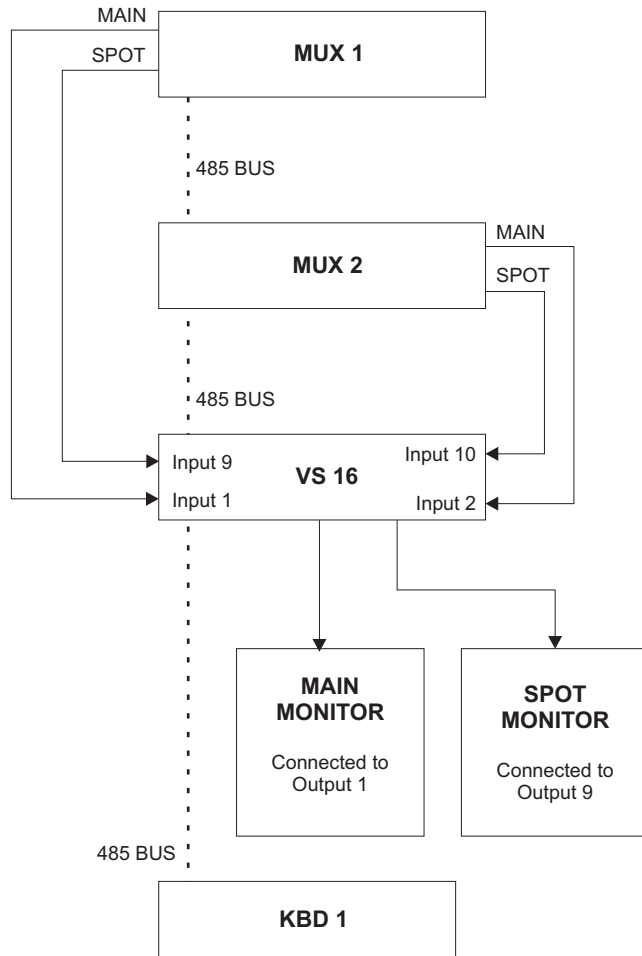 MAIN
MUX 1
SPOT
485 BUS
MAIN
MUX 2
SPOT
485 BUS
Input 9
Input 10
VS 16
Input 1
Input 2
MAIN
MONITOR
Connected to
Output 1
SPOT
MONITOR
Connected to
Output 9
485 BUS
KBD 1